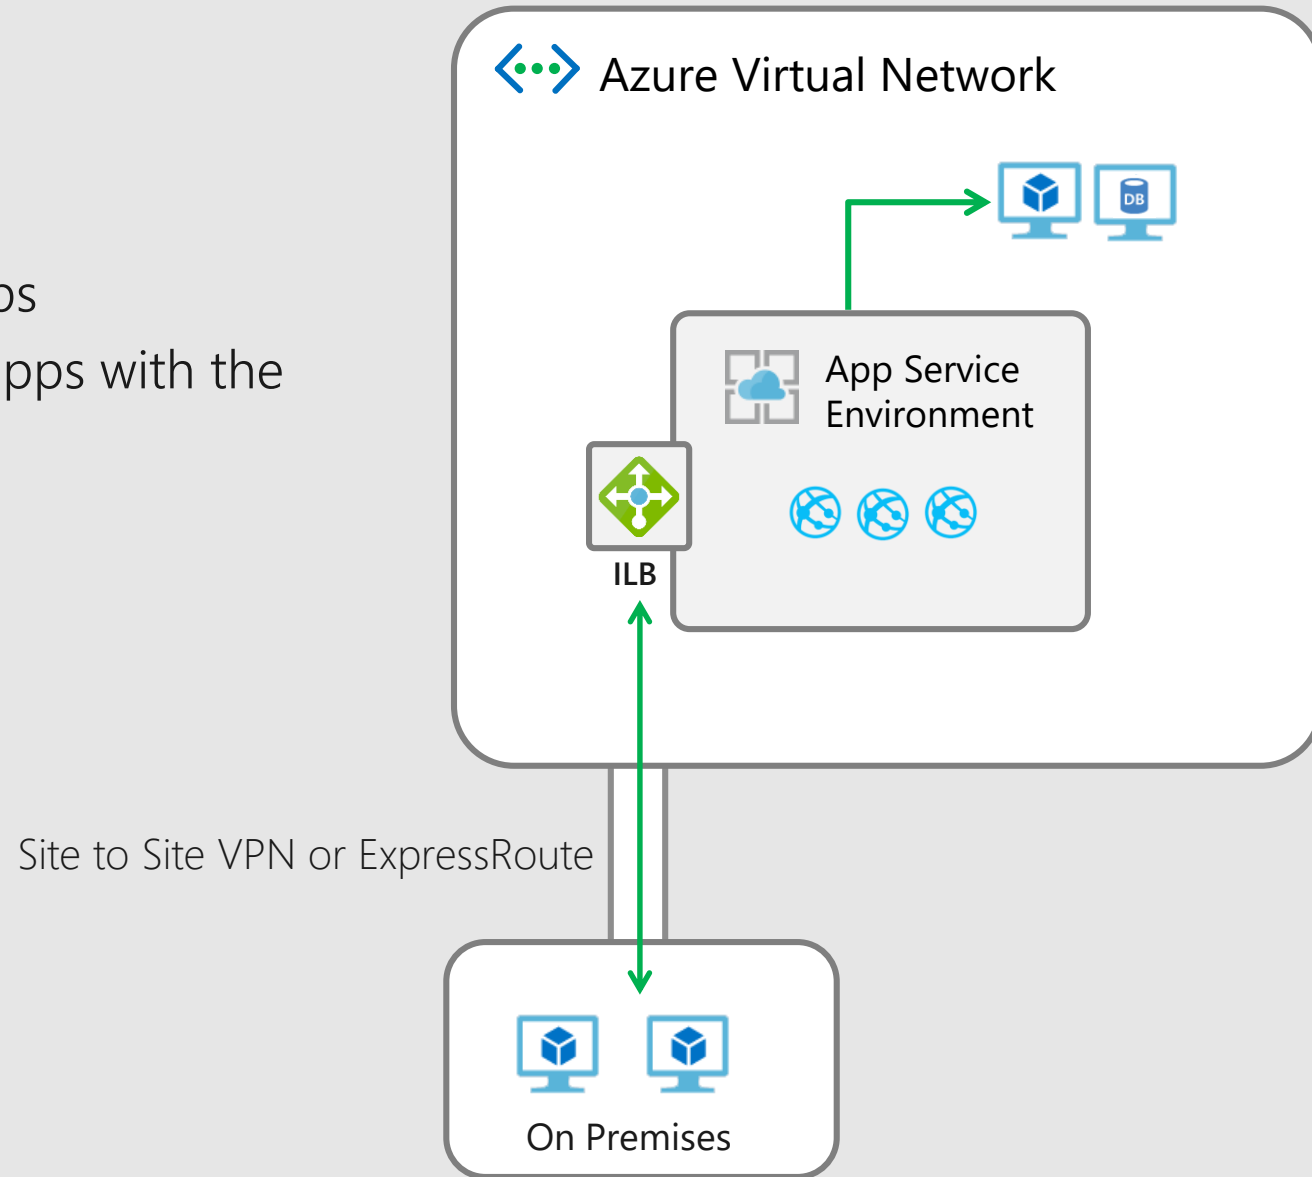 Azure Virtual Network
DB
pps with the
App Service
Environment
ILB
Site to Site VPN or ExpressRoute
On Premises